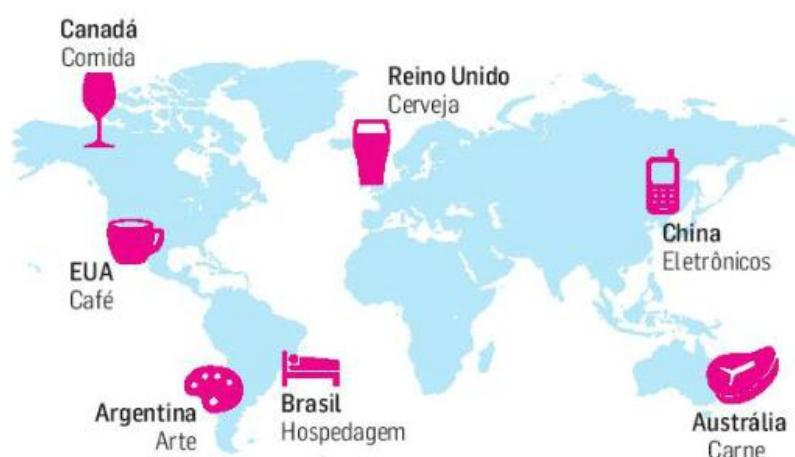 Canadá
Comida
Reino Unido
Cerveja
China
Eletrônicos
EUA
Café
Argentina
Arte
Brasil
Hospedagem
Austrália
Carne